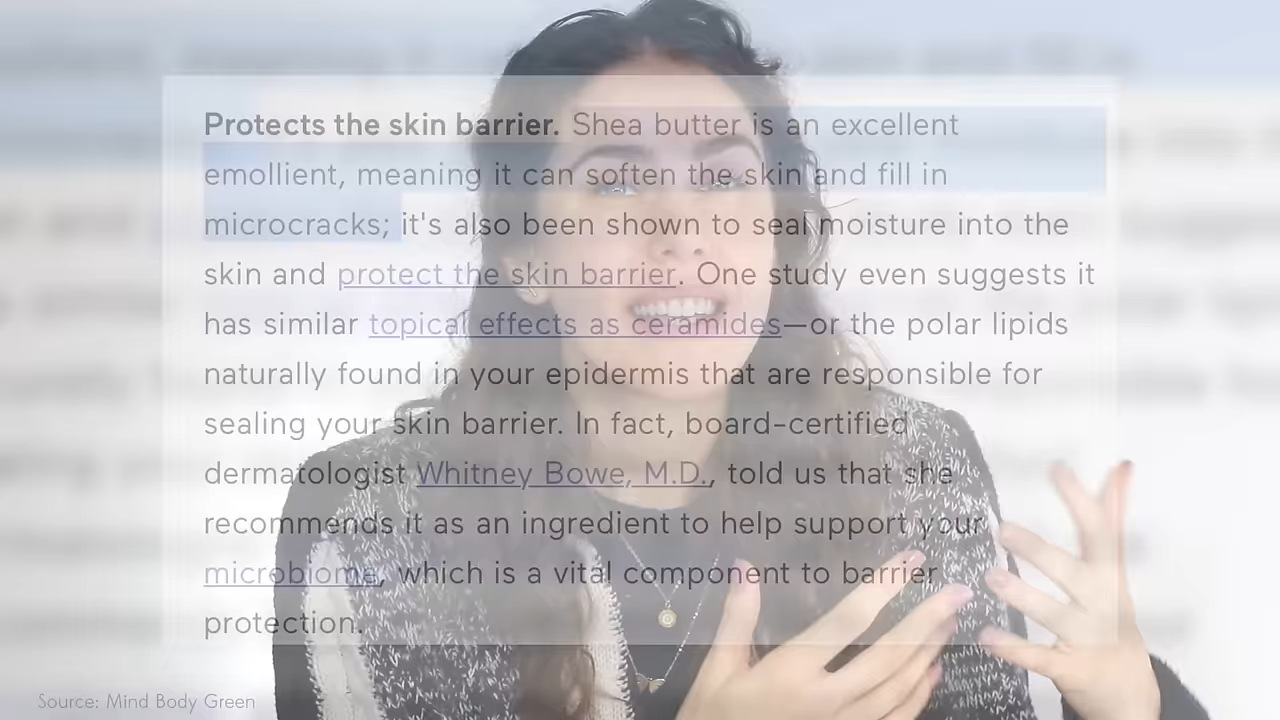 Protects the skin barrier. Shea butter is an excellent
emollient, meaning it can soften the skin and fill in
microcracks; it's also been shown to seal moisture into the
skin and protect the skin barrier. One study even suggests it
has similar topical effects as ceramides—or the polar lipids
naturally found in your epidermis that are responsible for
sealing your skin barrier. In fact, board-certified
dermatologist Whitney Bowe, M.D., told us that she
recommends it as an ingredient to help support your
microbiome, which is a vital component to barrier
protection.
Source: Mind Body Green